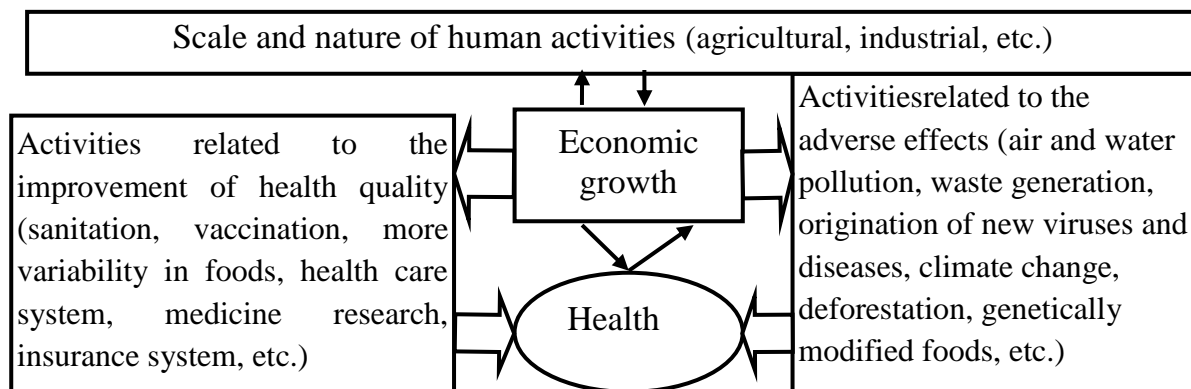 Scale and nature of human activities (agricultural, industrial, etc.)
Activities related to the
improvement of health quality
(sanitation, vaccination, more
variability in foods, health care
system, medicine research,
insurance system, etc.)
Economic
growth
Health
Activitiesrelated to the
adverse effects (air and water
pollution, waste generation,
origination of new viruses and
diseases, climate change,
deforestation, genetically
modified foods, etc.)